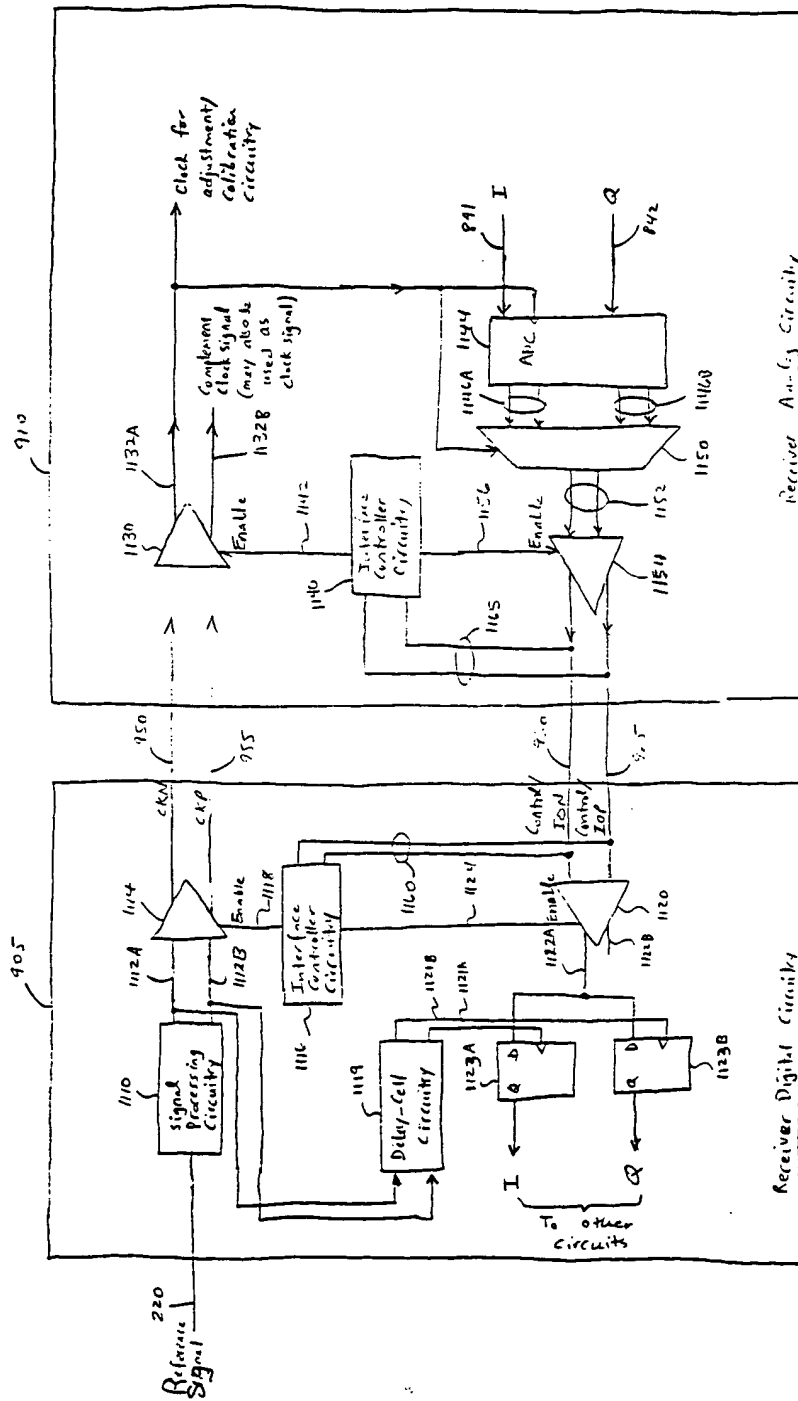 Reference
Signal
220
905
1110
Signal
Processing
Circuitry
1112A
1112B
1114
CKN
CKP
Enable
1118
Interface
Controller
Circuitry
1116
1119
Delay-Cell
Circuitry
1121B
1121A
1124
1160
1123A
D
Q
I
1123B
D
Q
Q
To other
circuits
1122A
1122B
Enable
1120
Control/
ION
Control/
IOP
Receiver Digital Circuitry
910
950
955
1130
1132A
Clock for
adjustment/
calibration
circuitry
Complement
clock signal
(may also be
used as
clock signal)
1132B
Enable
1142
1140
Interface
Controller
Circuitry
1156
1165
Enable
1154
1152
1150
1146A
1146B
1144
ADC
841
I
Q
842
Receiver Analog Circuitry